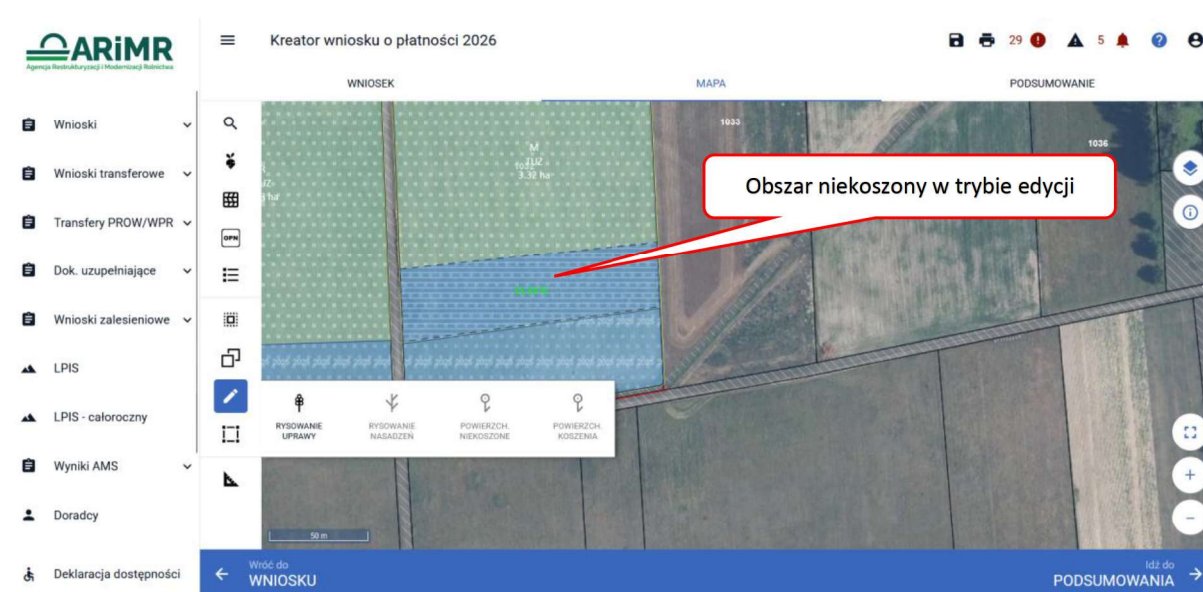 ARiMR
Agencja Restrukturyzacji i Modernizacji Rolnictwa
Kreator wniosku o płatności 2026
29
5
WNIOSEK
MAPA
PODSUMOWANIE
Wnioski
Wnioski transferowe
Transfery PROW/WPR
Dok. uzupełniające
Wnioski zalesieniowe
LPIS
LPIS - całoroczny
Wyniki AMS
Doradcy
Deklaracja dostępności
OPN
1033
1036
M
TUZ
3.32 ha
Obszar niekoszony w trybie edycji
RYSOWANIE
UPRAWY
RYSOWANIE
NASADZEŃ
POWIERZCH.
NIEKOSZONE
POWIERZCH.
KOSZENIA
50 m
Wróć do
WNIOSKU
Idź do
PODSUMOWANIA